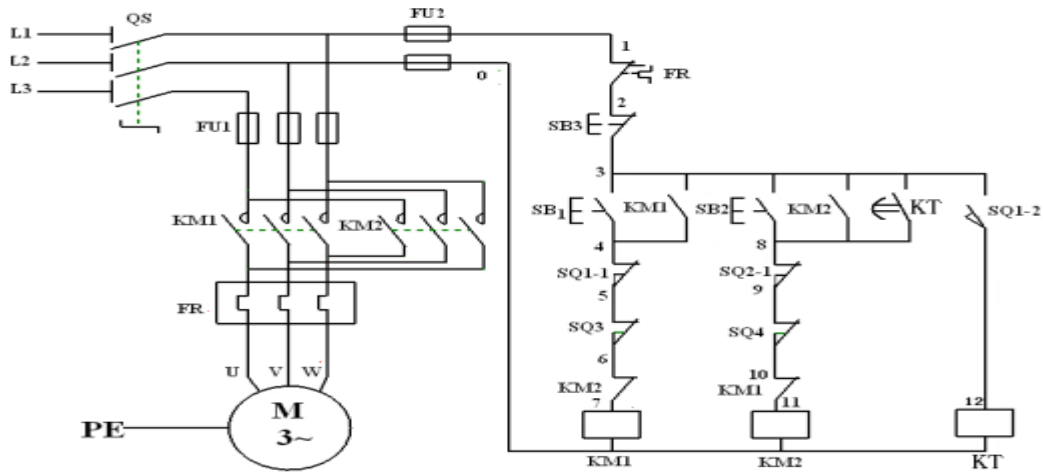 QS
FU2
L1
L2
L3
0
1
FR
2
FU1
SB3
3
KM1
KM2
SB1
KM1
SB2
KM2
KT
SQ1-2
4
8
SQ1-1
SQ2-1
5
9
FR
SQ3
SQ4
6
10
U
V
W
KM2
KM1
7
11
12
M
3~
PE
KM1
KM2
KT